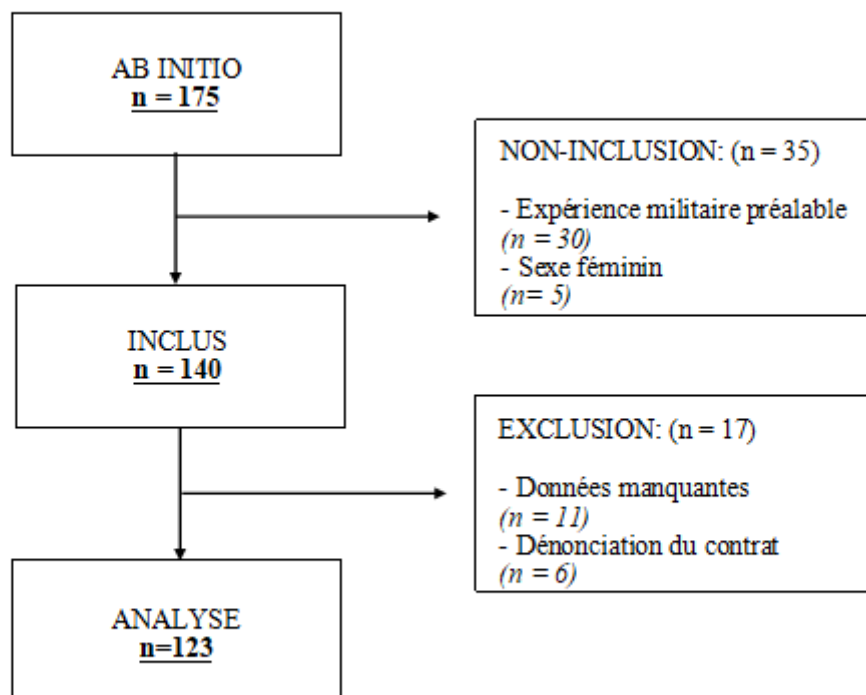 AB INITIO
n = 175
NON-INCLUSION: (n = 35)
- Expérience militaire préalable
(n = 30)
- Sexe féminin
(n= 5)
INCLUS
n = 140
EXCLUSION: (n = 17)
- Données manquantes
(n = 11)
- Dénonciation du contrat
(n = 6)
ANALYSE
n=123